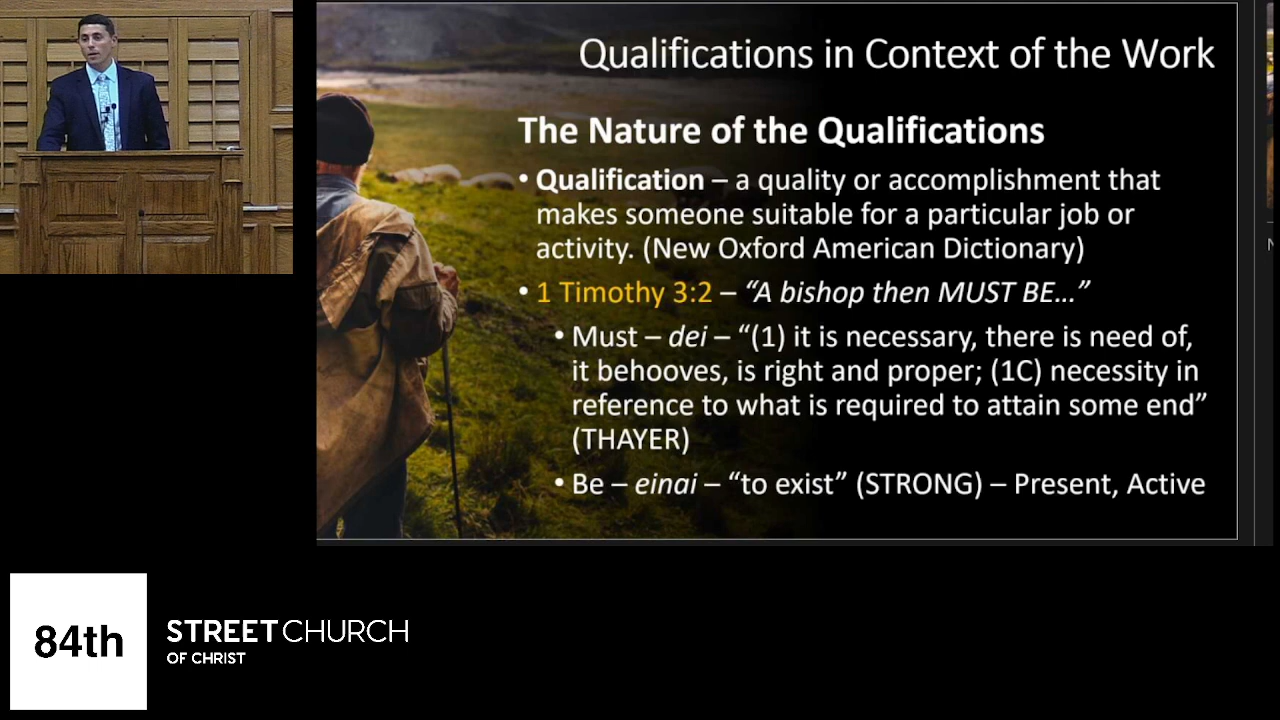 Qualifications in Context of the Work
The Nature of the Qualifications
• Qualification – a quality or accomplishment that
makes someone suitable for a particular job or
activity. (New Oxford American Dictionary)
• 1 Timothy 3:2 – “A bishop then MUST BE…”
• Must – dei – “(1) it is necessary, there is need of,
it behooves, is right and proper; (1C) necessity in
reference to what is required to attain some end”
(THAYER)
• Be – einai – “to exist” (STRONG) – Present, Active
84th
STREET CHURCH
OF CHRIST